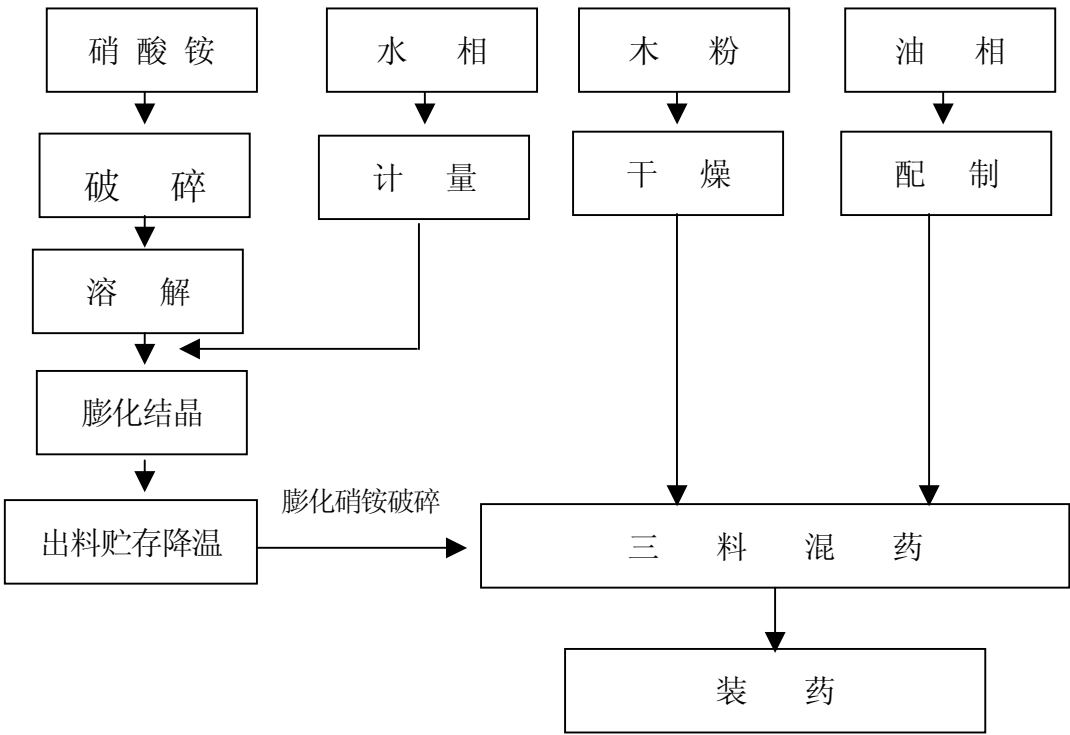 硝酸铵
水相
木粉
油相
破碎
计量
干燥
配制
溶解
膨化结晶
膨化硝铵破碎
出料贮存降温
三料混药
装药